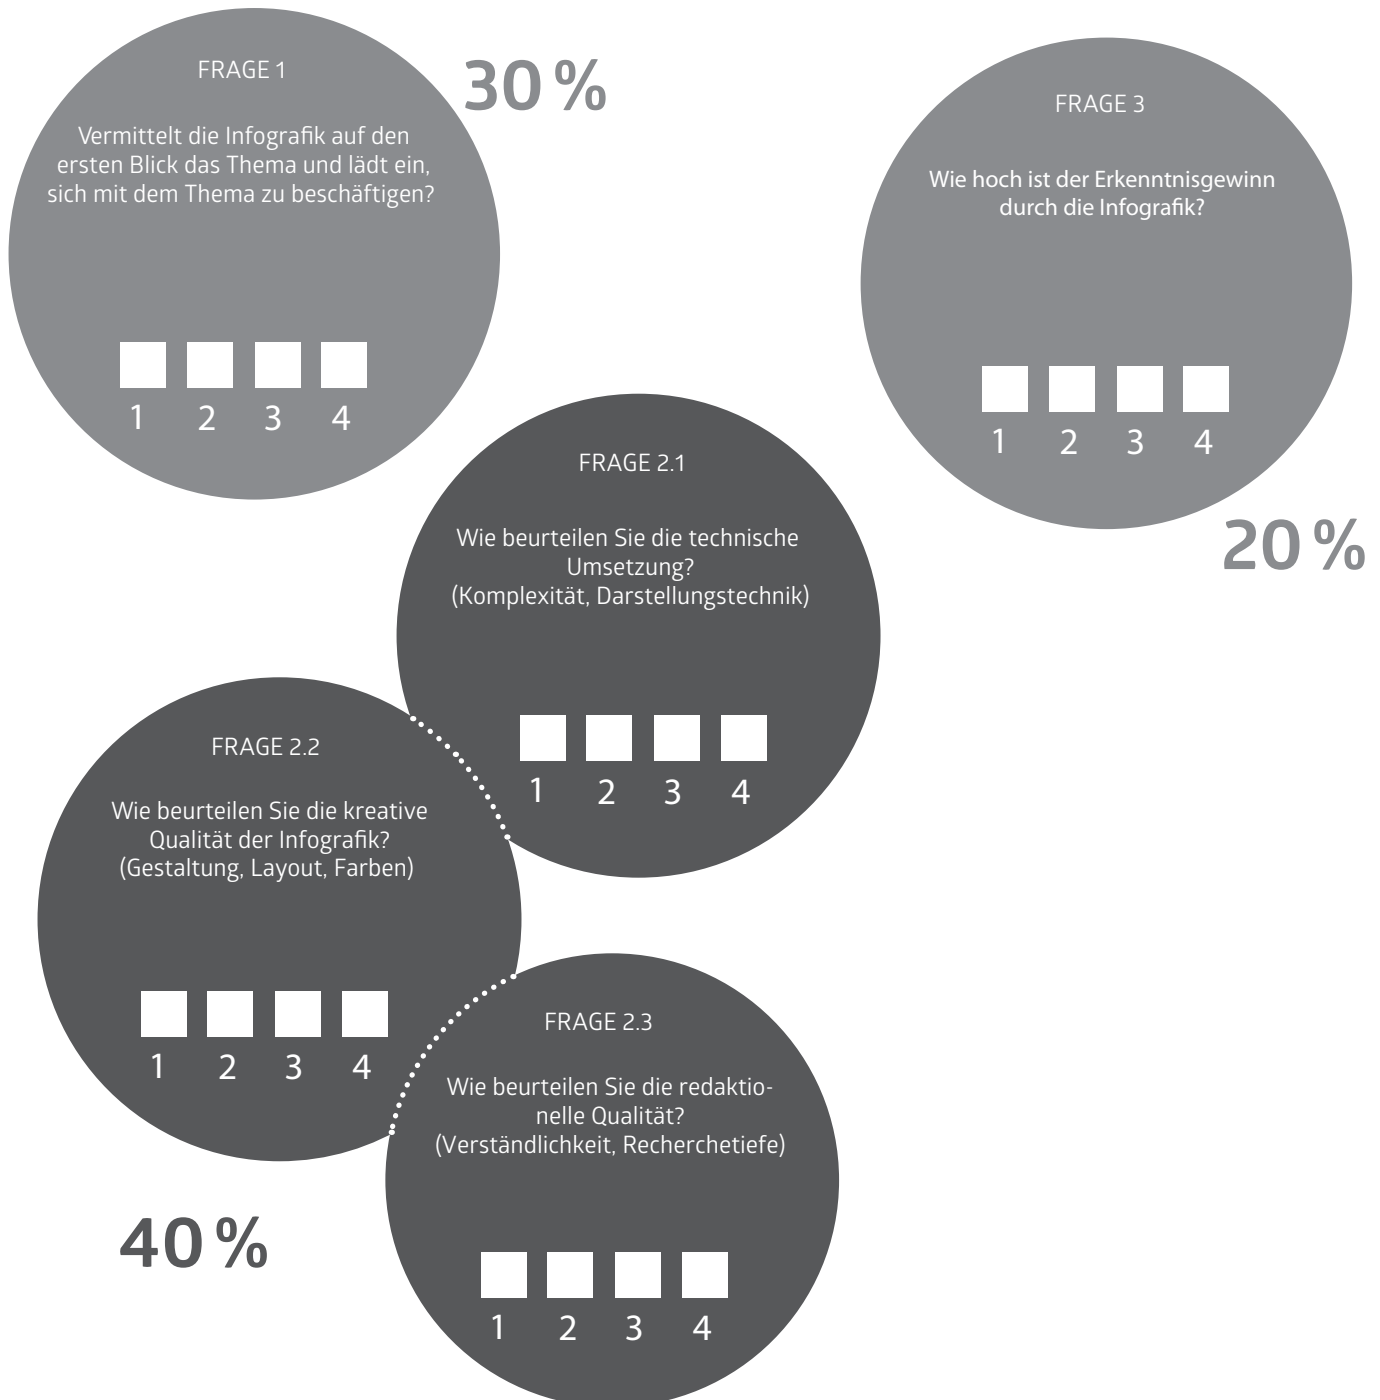 FRAGE 1
30 %
Vermittelt die Infografik auf den
ersten Blick das Thema und lädt ein,
sich mit dem Thema zu beschäftigen?
1 2 3 4
FRAGE 3
Wie hoch ist der Erkenntnisgewinn
durch die Infografik?
1 2 3 4
20 %
FRAGE 2.1
Wie beurteilen Sie die technische
Umsetzung?
(Komplexität, Darstellungstechnik)
1 2 3 4
FRAGE 2.2
Wie beurteilen Sie die kreative
Qualität der Infografik?
(Gestaltung, Layout, Farben)
1 2 3 4
FRAGE 2.3
Wie beurteilen Sie die redaktio-
nelle Qualität?
(Verständlichkeit, Recherchetiefe)
1 2 3 4
40 %